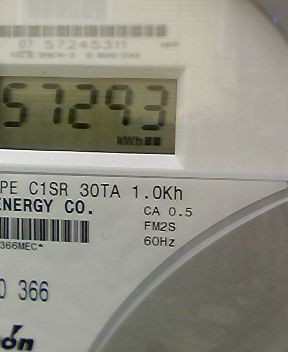 07 57245311
57293
kWh
PE C1SR 30TA 1.0Kh
ENERGY CO.
CA 0.5
FM2S
366MEC*
60Hz
0 366
ón